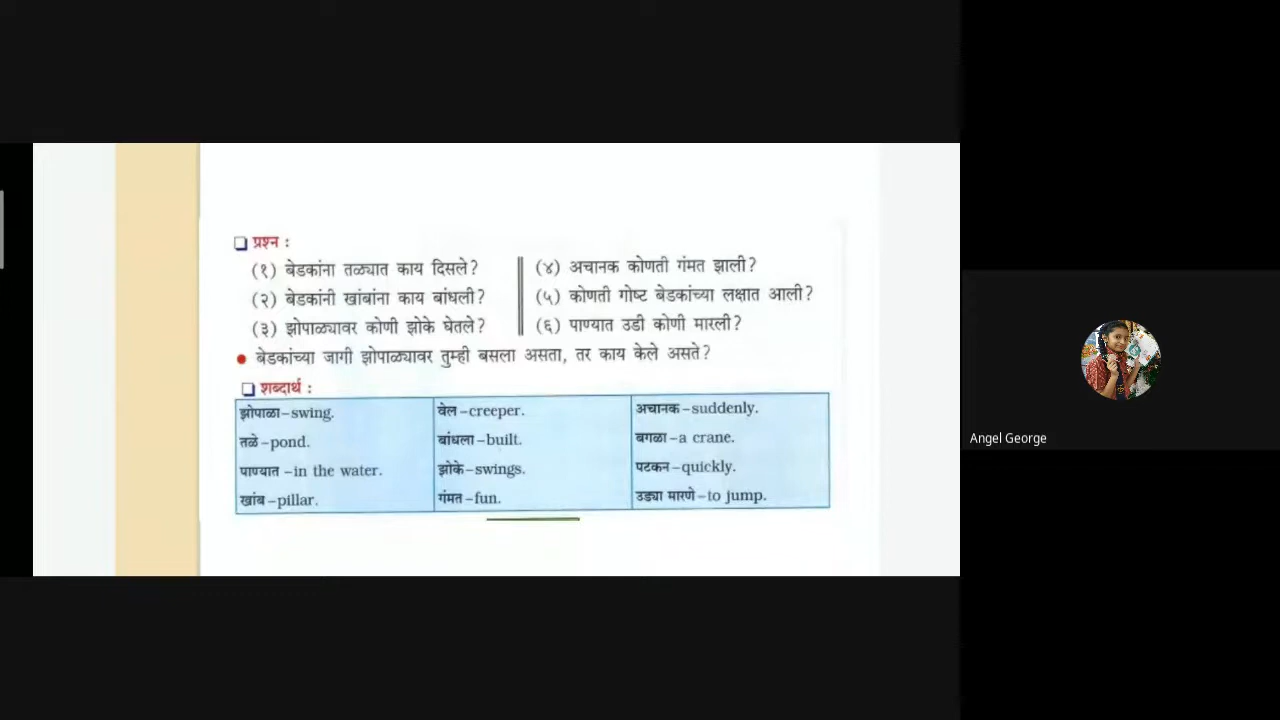 ❑ प्रश्न :
(१) बेडकांना तळ्यात काय दिसले?
(२) बेडकांनी खांबांना काय बांधली?
(३) झोपाळ्यावर कोणी झोके घेतले?
(४) अचानक कोणती गंमत झाली?
(५) कोणती गोष्ट बेडकांच्या लक्षात आली?
(६) पाण्यात उडी कोणी मारली?
● बेडकांच्या जागी झोपाळ्यावर तुम्ही बसला असता, तर काय केले असते?
❑ शब्दार्थ :
झोपाळा – swing.
तळे – pond.
पाण्यात – in the water.
खांब – pillar.
वेल – creeper.
बांधला – built.
झोके – swings.
गंमत – fun.
अचानक – suddenly.
बगळा – a crane.
पटकन – quickly.
उड्या मारणे – to jump.
Angel George